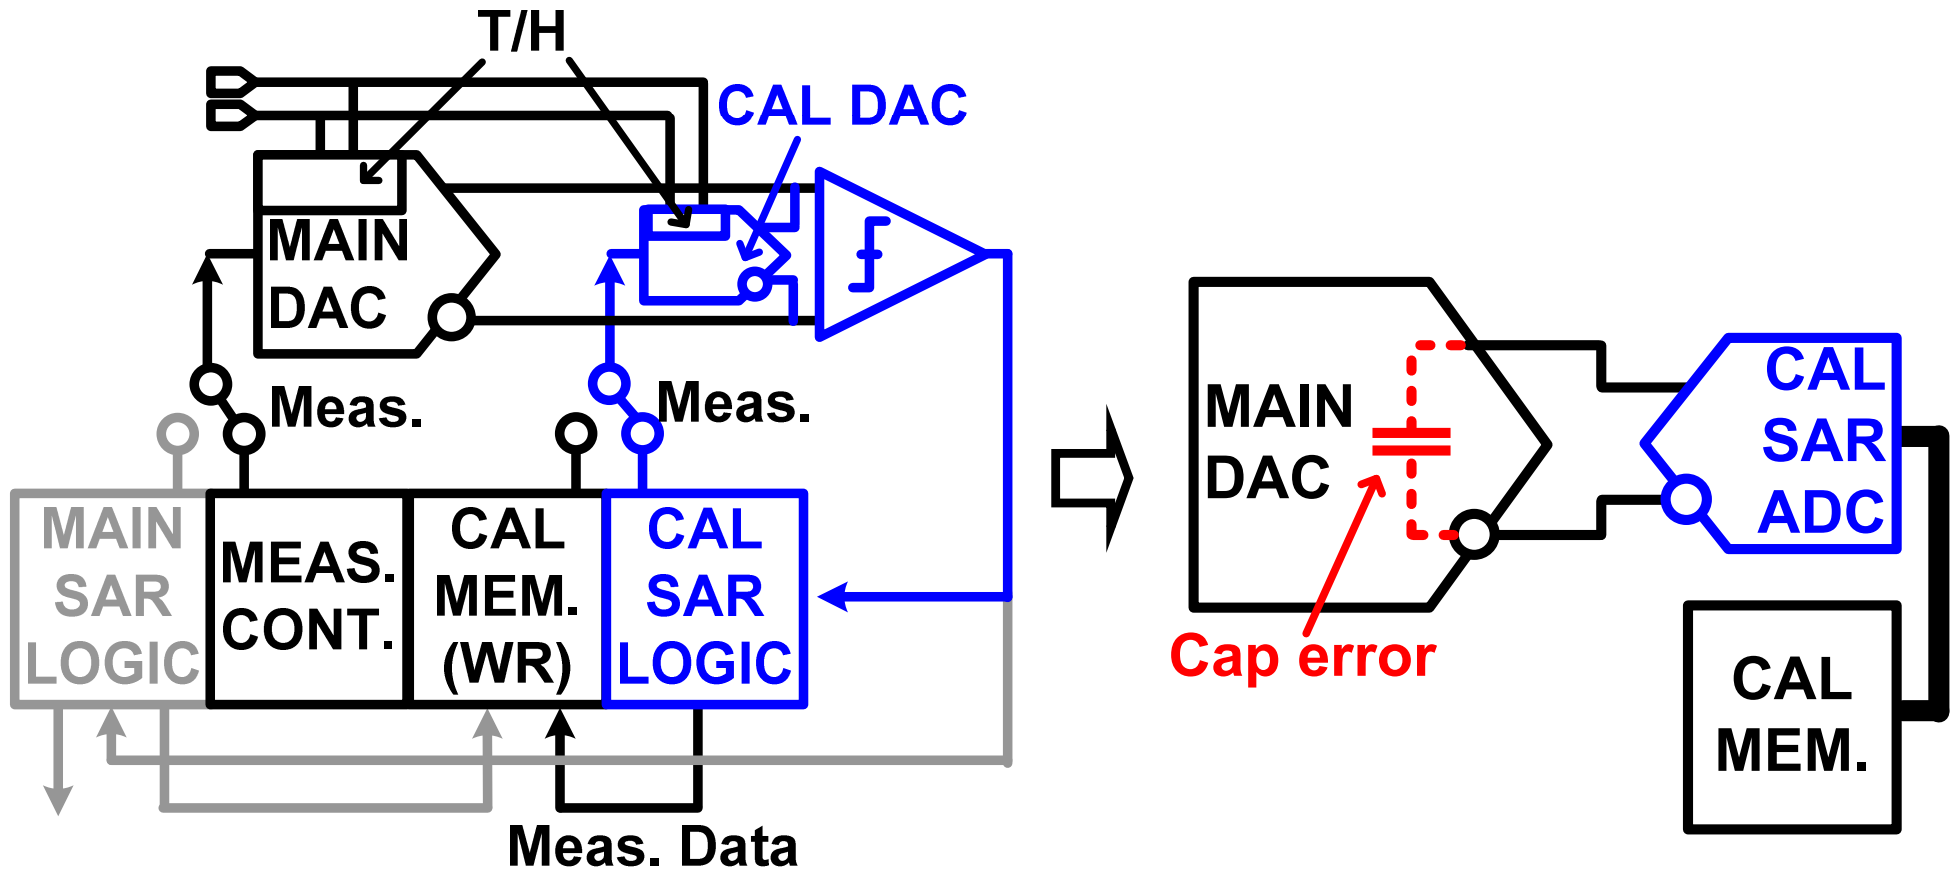 T/H
CAL DAC
MAIN
DAC
Meas.
Meas.
MAIN
SAR
LOGIC
MEAS.
CONT.
CAL
MEM.
(WR)
CAL
SAR
LOGIC
Meas. Data
MAIN
DAC
Cap error
CAL
SAR
ADC
CAL
MEM.